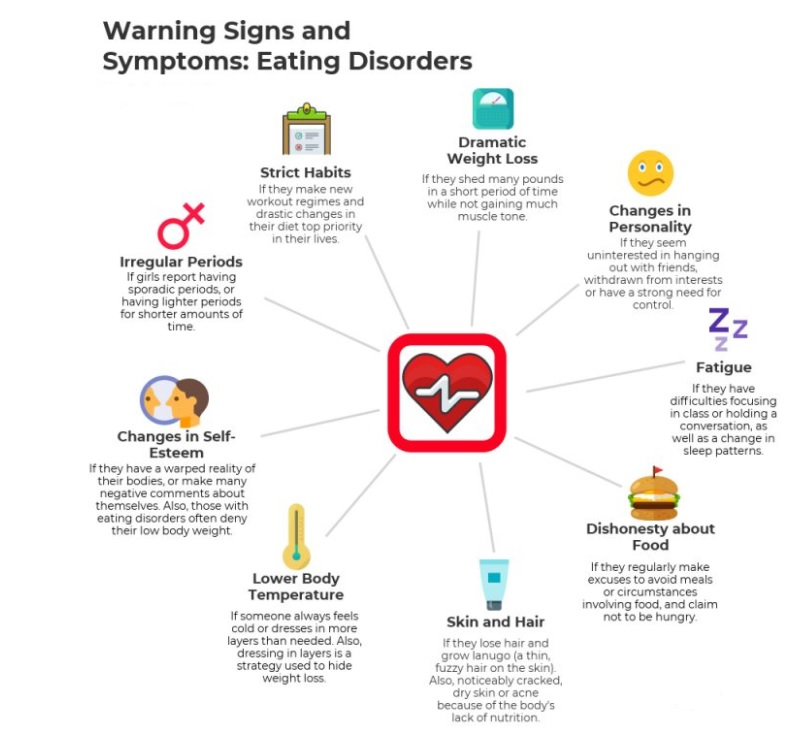 Warning Signs and
Symptoms: Eating Disorders
Dramatic
Weight Loss
If they shed many pounds
in a short period of time
while not gaining much
muscle tone.
Changes in
Personality
If they seem
uninterested in hanging
out with friends,
withdrawn from interests
or have a strong need for
control.
Z Z
Z
Fatigue
If they have
difficulties focusing
in class or holding a
conversation, as
well as a change in
sleep patterns.
Dishonesty about
Food
If they regularly make
excuses to avoid meals
or circumstances
involving food, and claim
not to be hungry.
Skin and Hair
If they lose hair and
grow lanugo (a thin,
fuzzy hair on the skin).
Also, noticeably cracked,
dry skin or acne
because of the body's
lack of nutrition.
Lower Body
Temperature
If someone always feels
cold or dresses in more
layers than needed. Also,
dressing in layers is a
strategy used to hide
weight loss.
Changes in Self-
Esteem
If they have a warped reality of
their bodies, or make many
negative comments about
themselves. Also, those with
eating disorders often deny
their low body weight.
Irregular Periods
If girls report having
sporadic periods, or
having lighter periods
for shorter amounts of
time.
Strict Habits
If they make new
workout regimes and
drastic changes in
their diet top priority
in their lives.